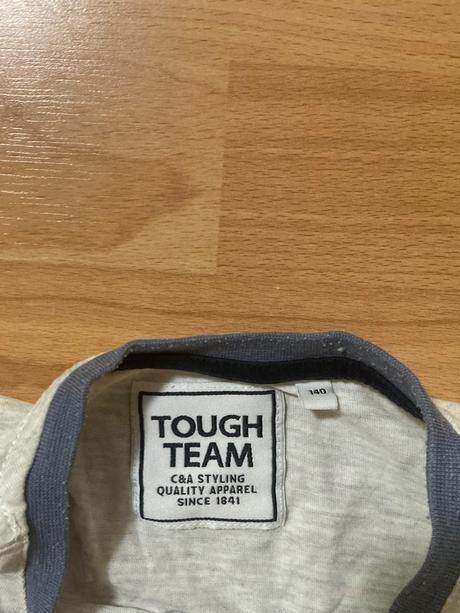 TOUGH
TEAM
C&A STYLING
QUALITY APPAREL
SINCE 1841
140